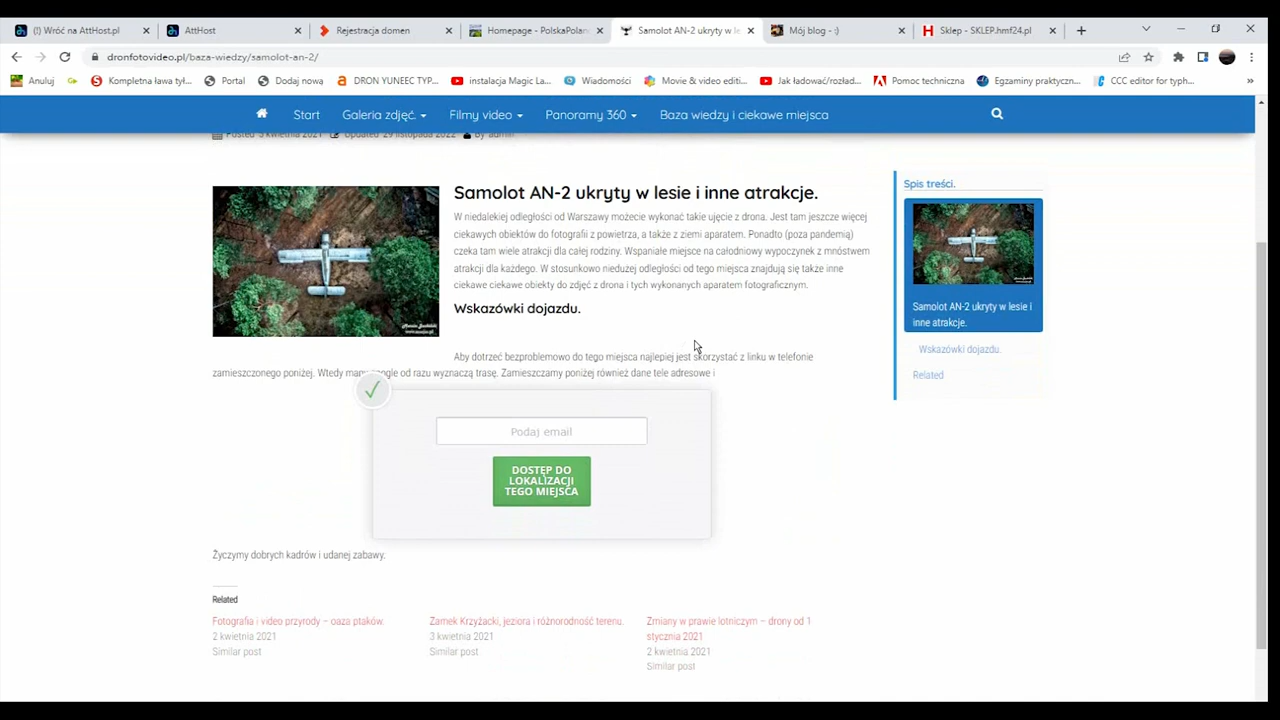 (!) Wróć na AttHost.pl
AttHost
Rejestracja domen
Homepage - PolskaPolan
Samolot AN-2 ukryty w le
Mój blog - :)
Sklep - SKLEP.hmf24.pl
dronfotovideo.pl/baza-wiedzy/samolot-an-2/
Anuluj
Kompletna ława tył...
Portal
Dodaj nową
DRON YUNEEC TYP...
instalacja Magic La...
Wiadomości
Movie & video editi...
Jak ładować/rozład...
Pomoc techniczna
Egzaminy praktyczn...
CCC editor for typh...
Start
Galeria zdjęć.
Filmy video
Panoramy 360
Baza wiedzy i ciekawe miejsca
Posted 3 kwietnia 2021 Updated 29 listopada 2022 By admin
Samolot AN-2 ukryty w lesie i inne atrakcje.
W niedalekiej odległości od Warszawy możecie wykonać takie ujęcie z drona. Jest tam jeszcze więcej
ciekawych obiektów do fotografii z powietrza, a także z ziemi aparatem. Ponadto (poza pandemią)
czeka tam wiele atrakcji dla całej rodziny. Wspaniałe miejsce na całodniowy wypoczynek z mnóstwem
atrakcji dla każdego. W stosunkowo niedużej odległości od tego miejsca znajdują się także inne
ciekawe ciekawe obiekty do zdjęć z drona i tych wykonanych aparatem fotograficznym.
Wskazówki dojazdu.
Aby dotrzeć bezproblemowo do tego miejsca najlepiej jest skorzystać z linku w telefonie
zamieszczonego poniżej. Wtedy mapy google od razu wyznaczą trasę. Zamieszczamy poniżej również dane tele adresowe i
Podaj email
DOSTĘP DO
LOKALIZACJI
TEGO MIEJSCA
Życzymy dobrych kadrów i udanej zabawy.
Related
Fotografia i video przyrody – oaza ptaków.
2 kwietnia 2021
Similar post
Zamek Krzyżacki, jeziora i różnorodność terenu.
3 kwietnia 2021
Similar post
Zmiany w prawie lotniczym – drony od 1
stycznia 2021
2 kwietnia 2021
Similar post
Spis treści.
Samolot AN-2 ukryty w lesie i
inne atrakcje.
Wskazówki dojazdu.
Related